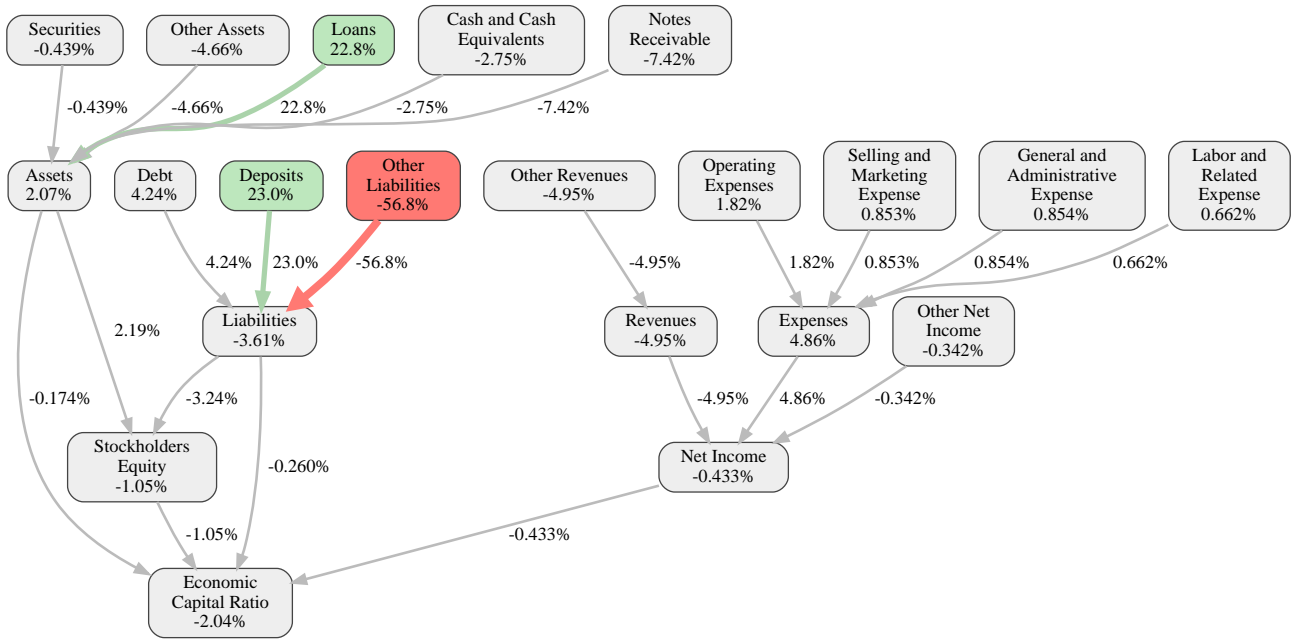 Securities
-0.439%
Other Assets
-4.66%
Loans
22.8%
Cash and Cash
Equivalents
-2.75%
Notes
Receivable
-7.42%
-0.439%
-4.66%
22.8%
-2.75%
-7.42%
Assets
2.07%
Debt
4.24%
Deposits
23.0%
Other
Liabilities
-56.8%
Other Revenues
-4.95%
Operating
Expenses
1.82%
Selling and
Marketing
Expense
0.853%
General and
Administrative
Expense
0.854%
Labor and
Related
Expense
0.662%
4.24%
23.0%
-56.8%
-4.95%
1.82%
0.853%
0.854%
0.662%
2.19%
Liabilities
-3.61%
Revenues
-4.95%
Expenses
4.86%
Other Net
Income
-0.342%
-0.174%
-3.24%
-4.95%
4.86%
-0.342%
Stockholders
Equity
-1.05%
-0.260%
Net Income
-0.433%
-1.05%
-0.433%
Economic
Capital Ratio
-2.04%